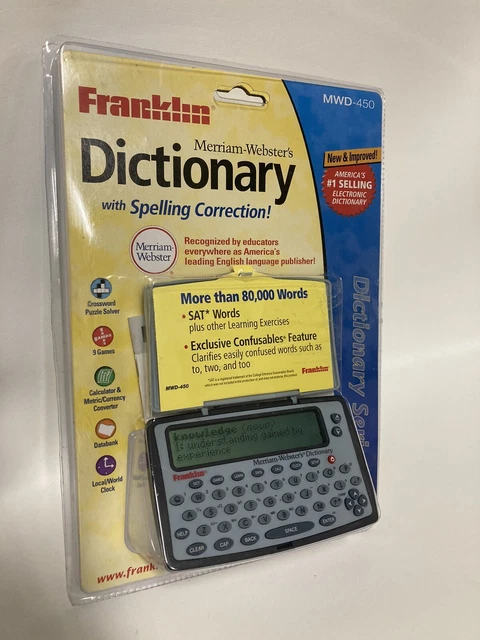 Franklin
MWD-450
Merriam-Webster's
Dictionary
with Spelling Correction!
New & Improved!
AMERICA'S
#1 SELLING
ELECTRONIC
DICTIONARY
Merriam-
Webster
Recognized by educators
everywhere as America's
leading English language publisher!
Crossword
Puzzle Solver
9 Games
Calculator &
Metric/Currency
Converter
Databank
Local/World
Clock
More than 80,000 Words
• SAT* Words
plus other Learning Exercises
• Exclusive Confusables® Feature
Clarifies easily confused words such as
to, two, and too
MWD-450
Franklin
Dictionary Seri
knowledge (noun)
1: understanding gained by
experience
Franklin
Merriam-Webster's Dictionary
HELP
CLEAR
CAP
BACK
SPACE
ENTER
www.frank